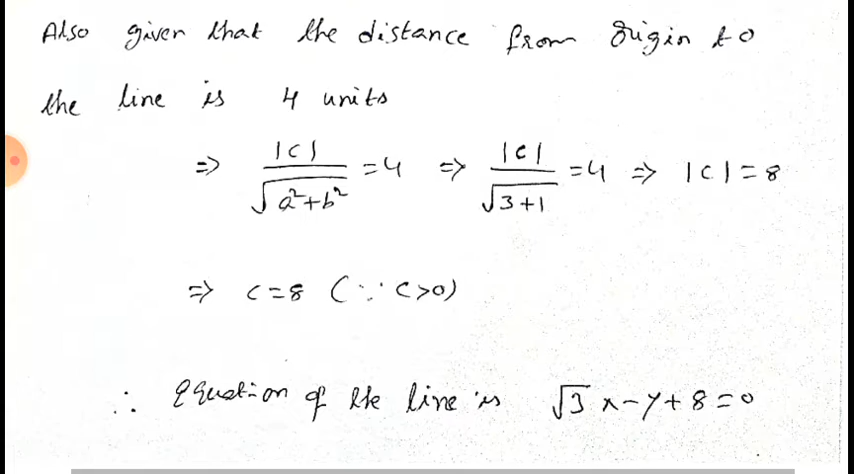 Also given that the distance from Origin to
the line is 4 units
=> |c|/√(a²+b²) = 4 => |c|/√(3+1) = 4 => |c| = 8
=> c = 8 (∵ c>0)
∴ Equation of the line is √3 x - y + 8 = 0